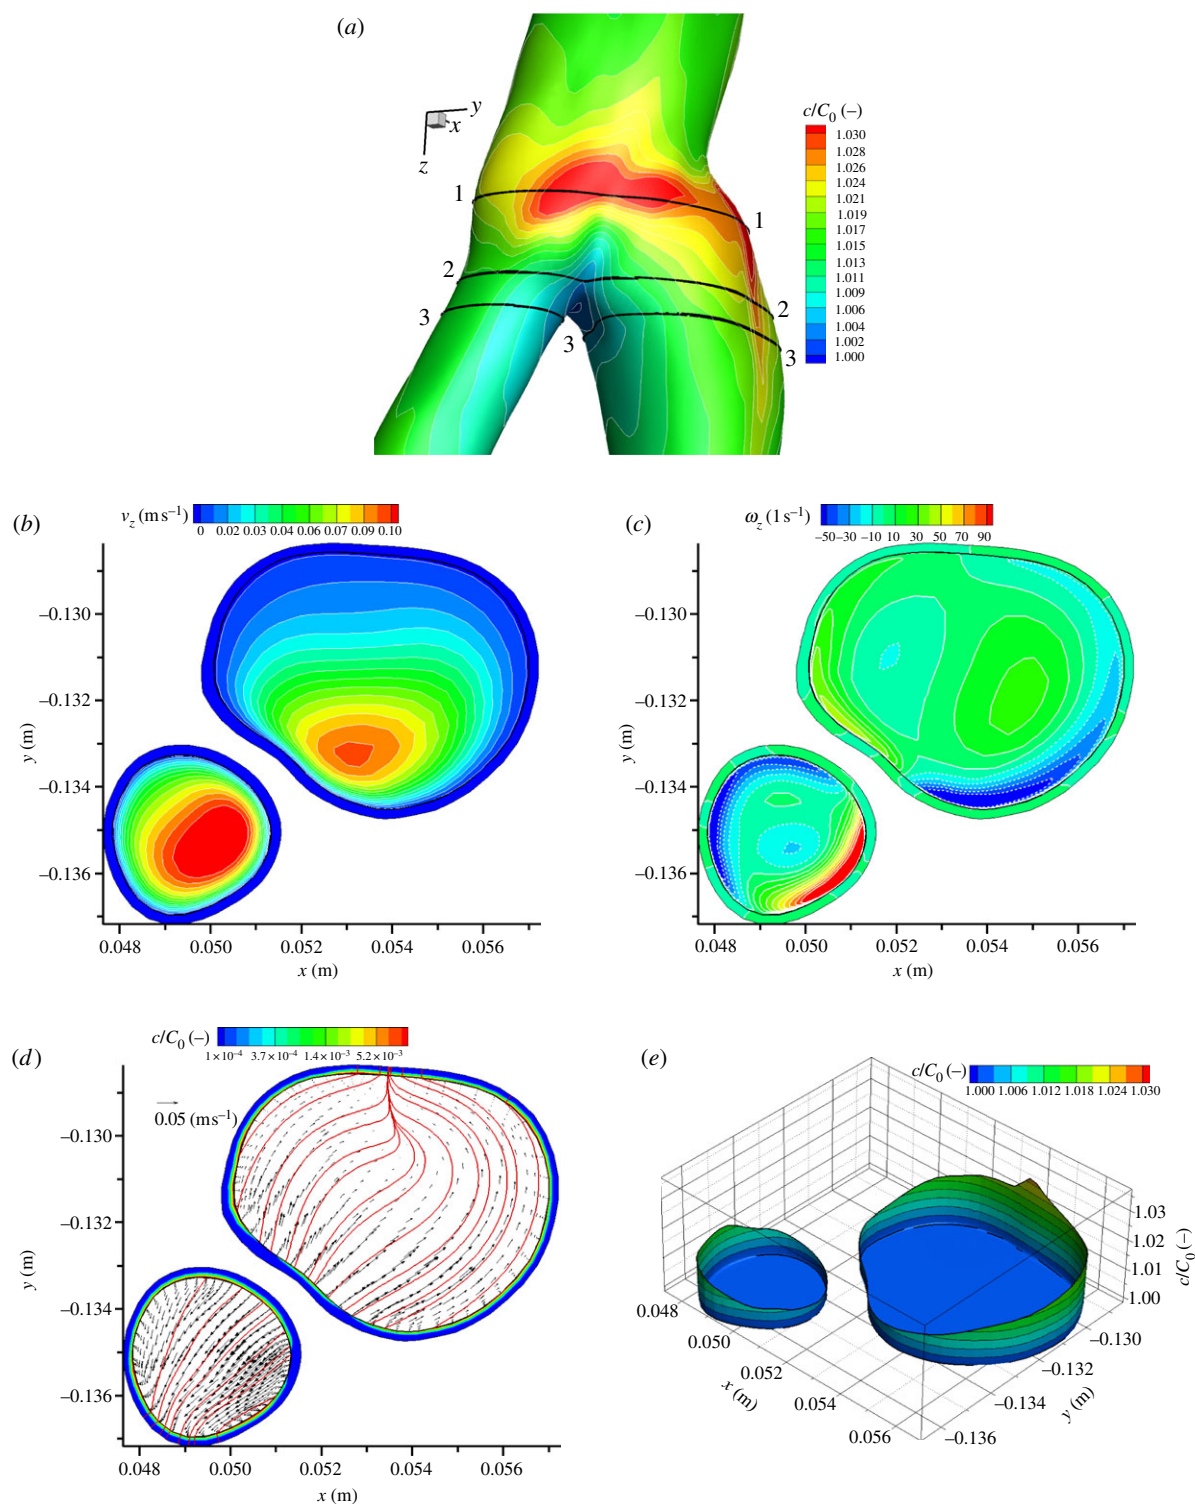 (a)
y
x
z
c/C0 (–)
1.030
1.028
1.026
1.024
1.021
1.019
1.017
1.015
1.013
1.011
1.009
1.006
1.004
1.002
1.000
1
1
2
2
3
3
3
(b)
vz (m s–1)
0 0.02 0.03 0.04 0.06 0.07 0.09 0.10
–0.130
–0.132
–0.134
–0.136
y (m)
0.048 0.050 0.052 0.054 0.056
x (m)
(c)
ωz (1 s–1)
–50 –30 –10 10 30 50 70 90
–0.130
–0.132
–0.134
–0.136
y (m)
0.048 0.050 0.052 0.054 0.056
x (m)
(d)
c/C0 (–)
1×10–4 3.7×10–4 1.4×10–3 5.2×10–3
0.05 (m s–1)
–0.130
–0.132
–0.134
–0.136
y (m)
0.048 0.050 0.052 0.054 0.056
x (m)
(e)
c/C0 (–)
1.000 1.006 1.012 1.018 1.024 1.030
1.03
1.02
1.01
1.00
c/C0 (–)
0.048
0.050
0.052
0.054
0.056
x (m)
–0.130
–0.132
–0.134
–0.136
y (m)